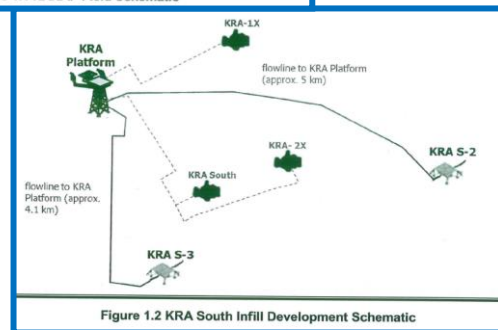 KRA-1X
KRA
Platform
flowline to KRA Platform
(approx. 5 km)
KRA- 2X
KRA S-2
KRA South
flowline to KRA
Platform (approx.
4.1 km)
KRA S-3
Figure 1.2 KRA South Infill Development Schematic